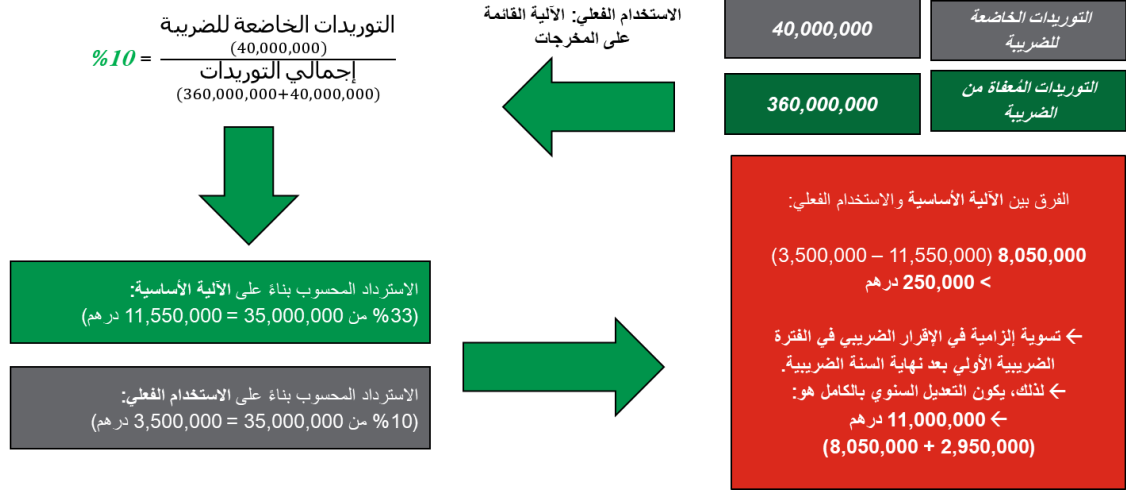 التوريدات الخاضعة
للضريبة
40,000,000
التوريدات المُعفاة من
الضريبة
360,000,000
الاستخدام الفعلي: الآلية القائمة
على المخرجات
%10 =
التوريدات الخاضعة للضريبة
(40,000,000)
إجمالي التوريدات
(360,000,000+40,000,000)
الاسترداد المحسوب بناءً على الآلية الأساسية:
(%33 من 35,000,000 = 11,550,000 درهم)
الاسترداد المحسوب بناءً على الاستخدام الفعلي:
(%10 من 35,000,000 = 3,500,000 درهم)
الفرق بين الآلية الأساسية والاستخدام الفعلي:
8,050,000 (11,550,000 – 3,500,000)
> 250,000 درهم
← تسوية إلزامية في الإقرار الضريبي في الفترة
الضريبية الأولي بعد نهاية السنة الضريبية.
← لذلك، يكون التعديل السنوي بالكامل هو:
← 11,000,000 درهم
(8,050,000 + 2,950,000)